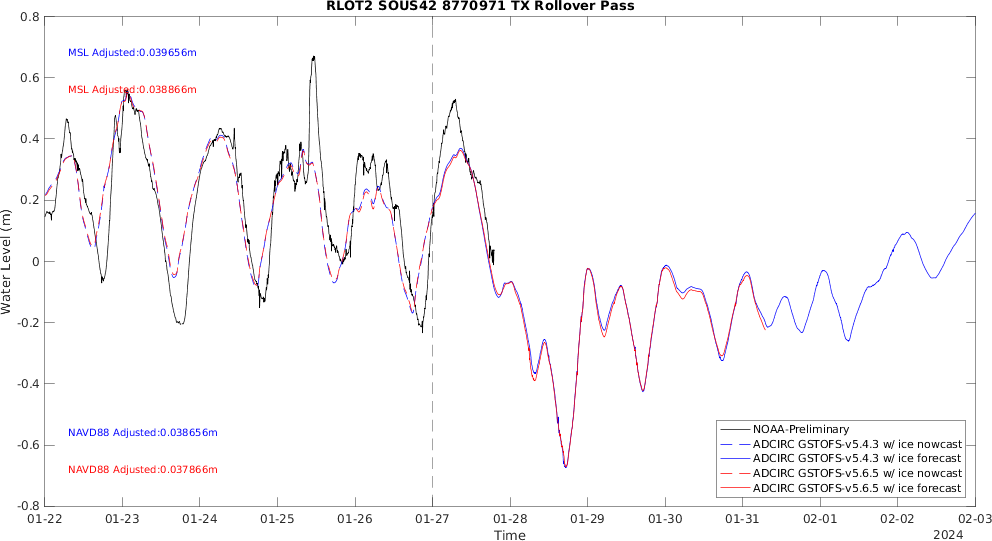 RLOT2 SOUS42 8770971 TX Rollover Pass
0.8
0.6
0.4
0.2
0
-0.2
-0.4
-0.6
-0.8
Water Level (m)
MSL Adjusted:0.039656m
MSL Adjusted:0.038866m
NAVD88 Adjusted:0.038656m
NAVD88 Adjusted:0.037866m
NOAA-Preliminary
ADCIRC GSTOFS-v5.4.3 w/ ice nowcast
ADCIRC GSTOFS-v5.4.3 w/ ice forecast
ADCIRC GSTOFS-v5.6.5 w/ ice nowcast
ADCIRC GSTOFS-v5.6.5 w/ ice forecast
01-22 01-23 01-24 01-25 01-26 01-27 01-28 01-29 01-30 01-31 02-01 02-02 02-03
Time
2024